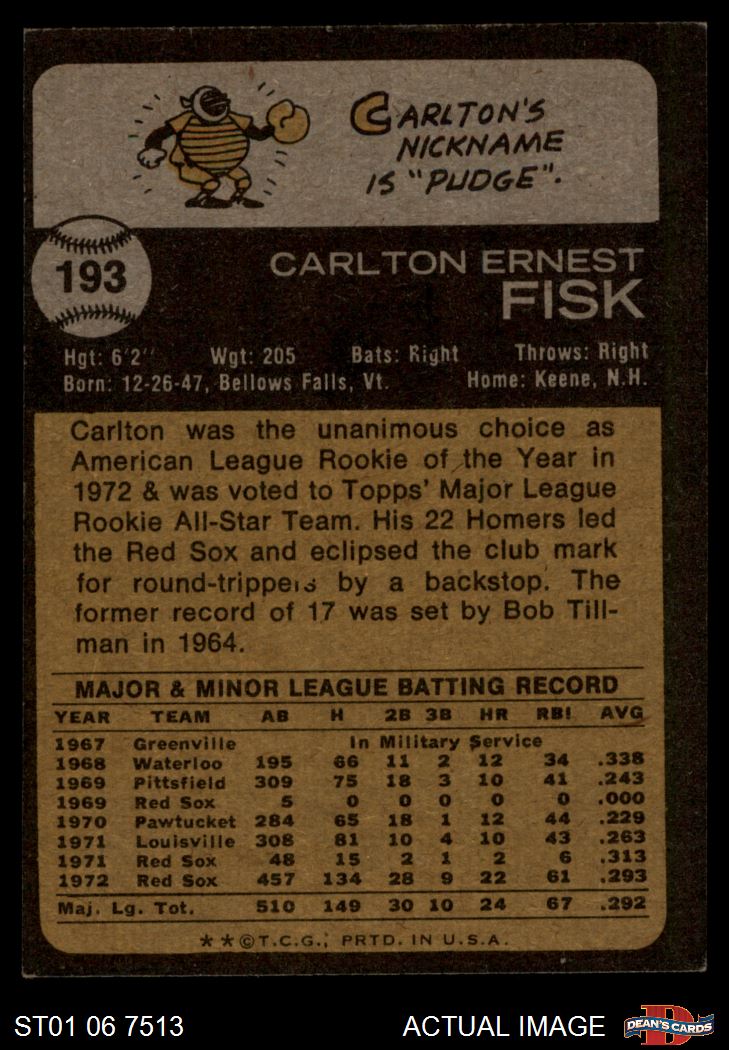 CARLTON'S
NICKNAME
IS "PUDGE".
193
CARLTON ERNEST
FISK
Hgt: 6'2'' Wgt: 205 Bats: Right Throws: Right
Born: 12-26-47, Bellows Falls, Vt. Home: Keene, N.H.
Carlton was the unanimous choice as
American League Rookie of the Year in
1972 & was voted to Topps' Major League
Rookie All-Star Team. His 22 Homers led
the Red Sox and eclipsed the club mark
for round-trippers by a backstop. The
former record of 17 was set by Bob Till-
man in 1964.
MAJOR & MINOR LEAGUE BATTING RECORD
YEAR TEAM AB H 2B 3B HR RBI AVG
1967 Greenville In Military Service
1968 Waterloo 195 66 11 2 12 34 .338
1969 Pittsfield 309 75 18 3 10 41 .243
1969 Red Sox 5 0 0 0 0 0 .000
1970 Pawtucket 284 65 18 1 12 44 .229
1971 Louisville 308 81 10 4 10 43 .263
1971 Red Sox 48 15 2 1 2 6 .313
1972 Red Sox 457 134 28 9 22 61 .293
Maj. Lg. Tot. 510 149 30 10 24 67 .292
**©T.C.G., PRTD. IN U.S.A.
ST01 06 7513 ACTUAL IMAGE DEAN'S CARDS